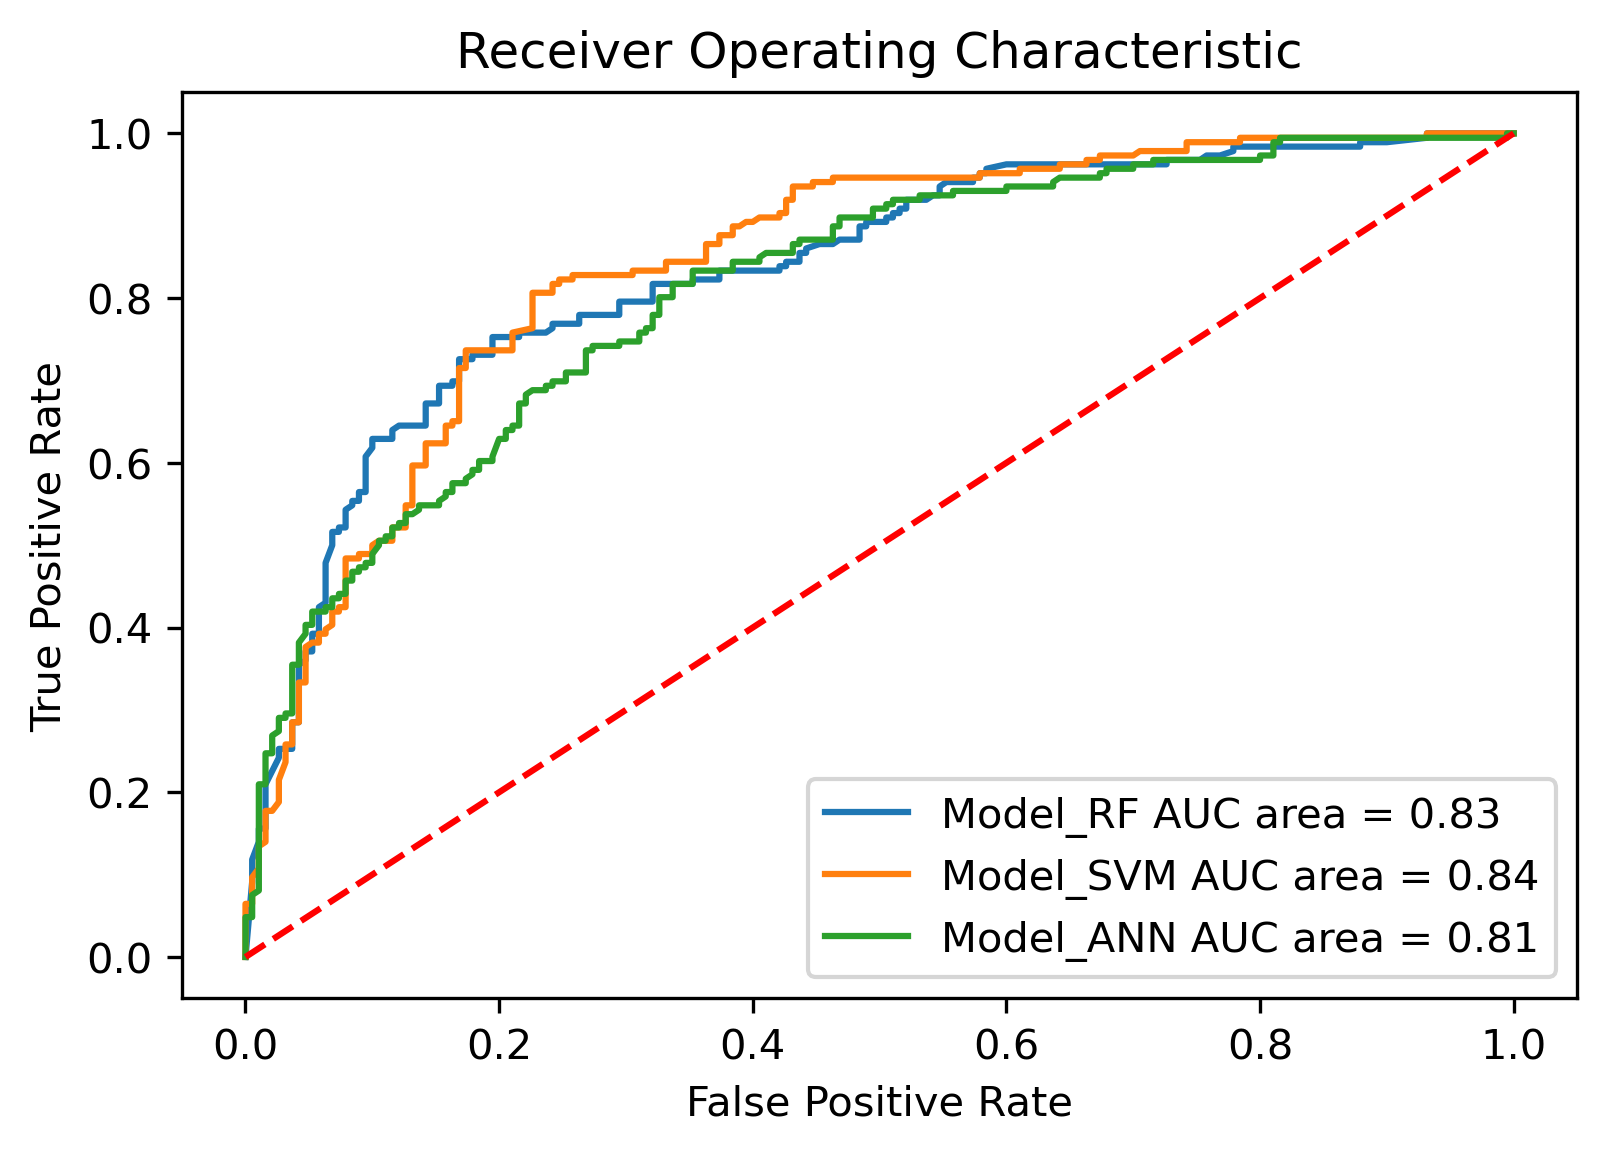 Receiver Operating Characteristic
1.0
0.8
0.6
0.4
0.2
0.0
True Positive Rate
Model_RF AUC area = 0.83
Model_SVM AUC area = 0.84
Model_ANN AUC area = 0.81
0.0 0.2 0.4 0.6 0.8 1.0
False Positive Rate